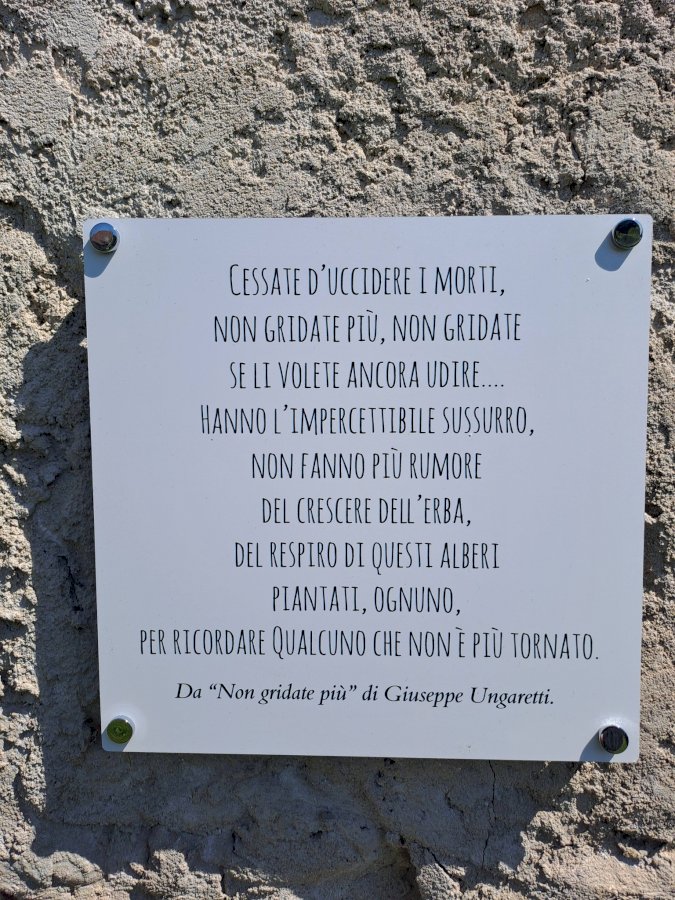 Cessate d'uccidere i morti,
non gridate più, non gridate
se li volete ancora udire....
Hanno l'impercettibile sussurro,
non fanno più rumore
del crescere dell'erba,
del respiro di questi alberi
piantati, ognuno,
per ricordare Qualcuno che non è più tornato.
Da “Non gridate più” di Giuseppe Ungaretti.